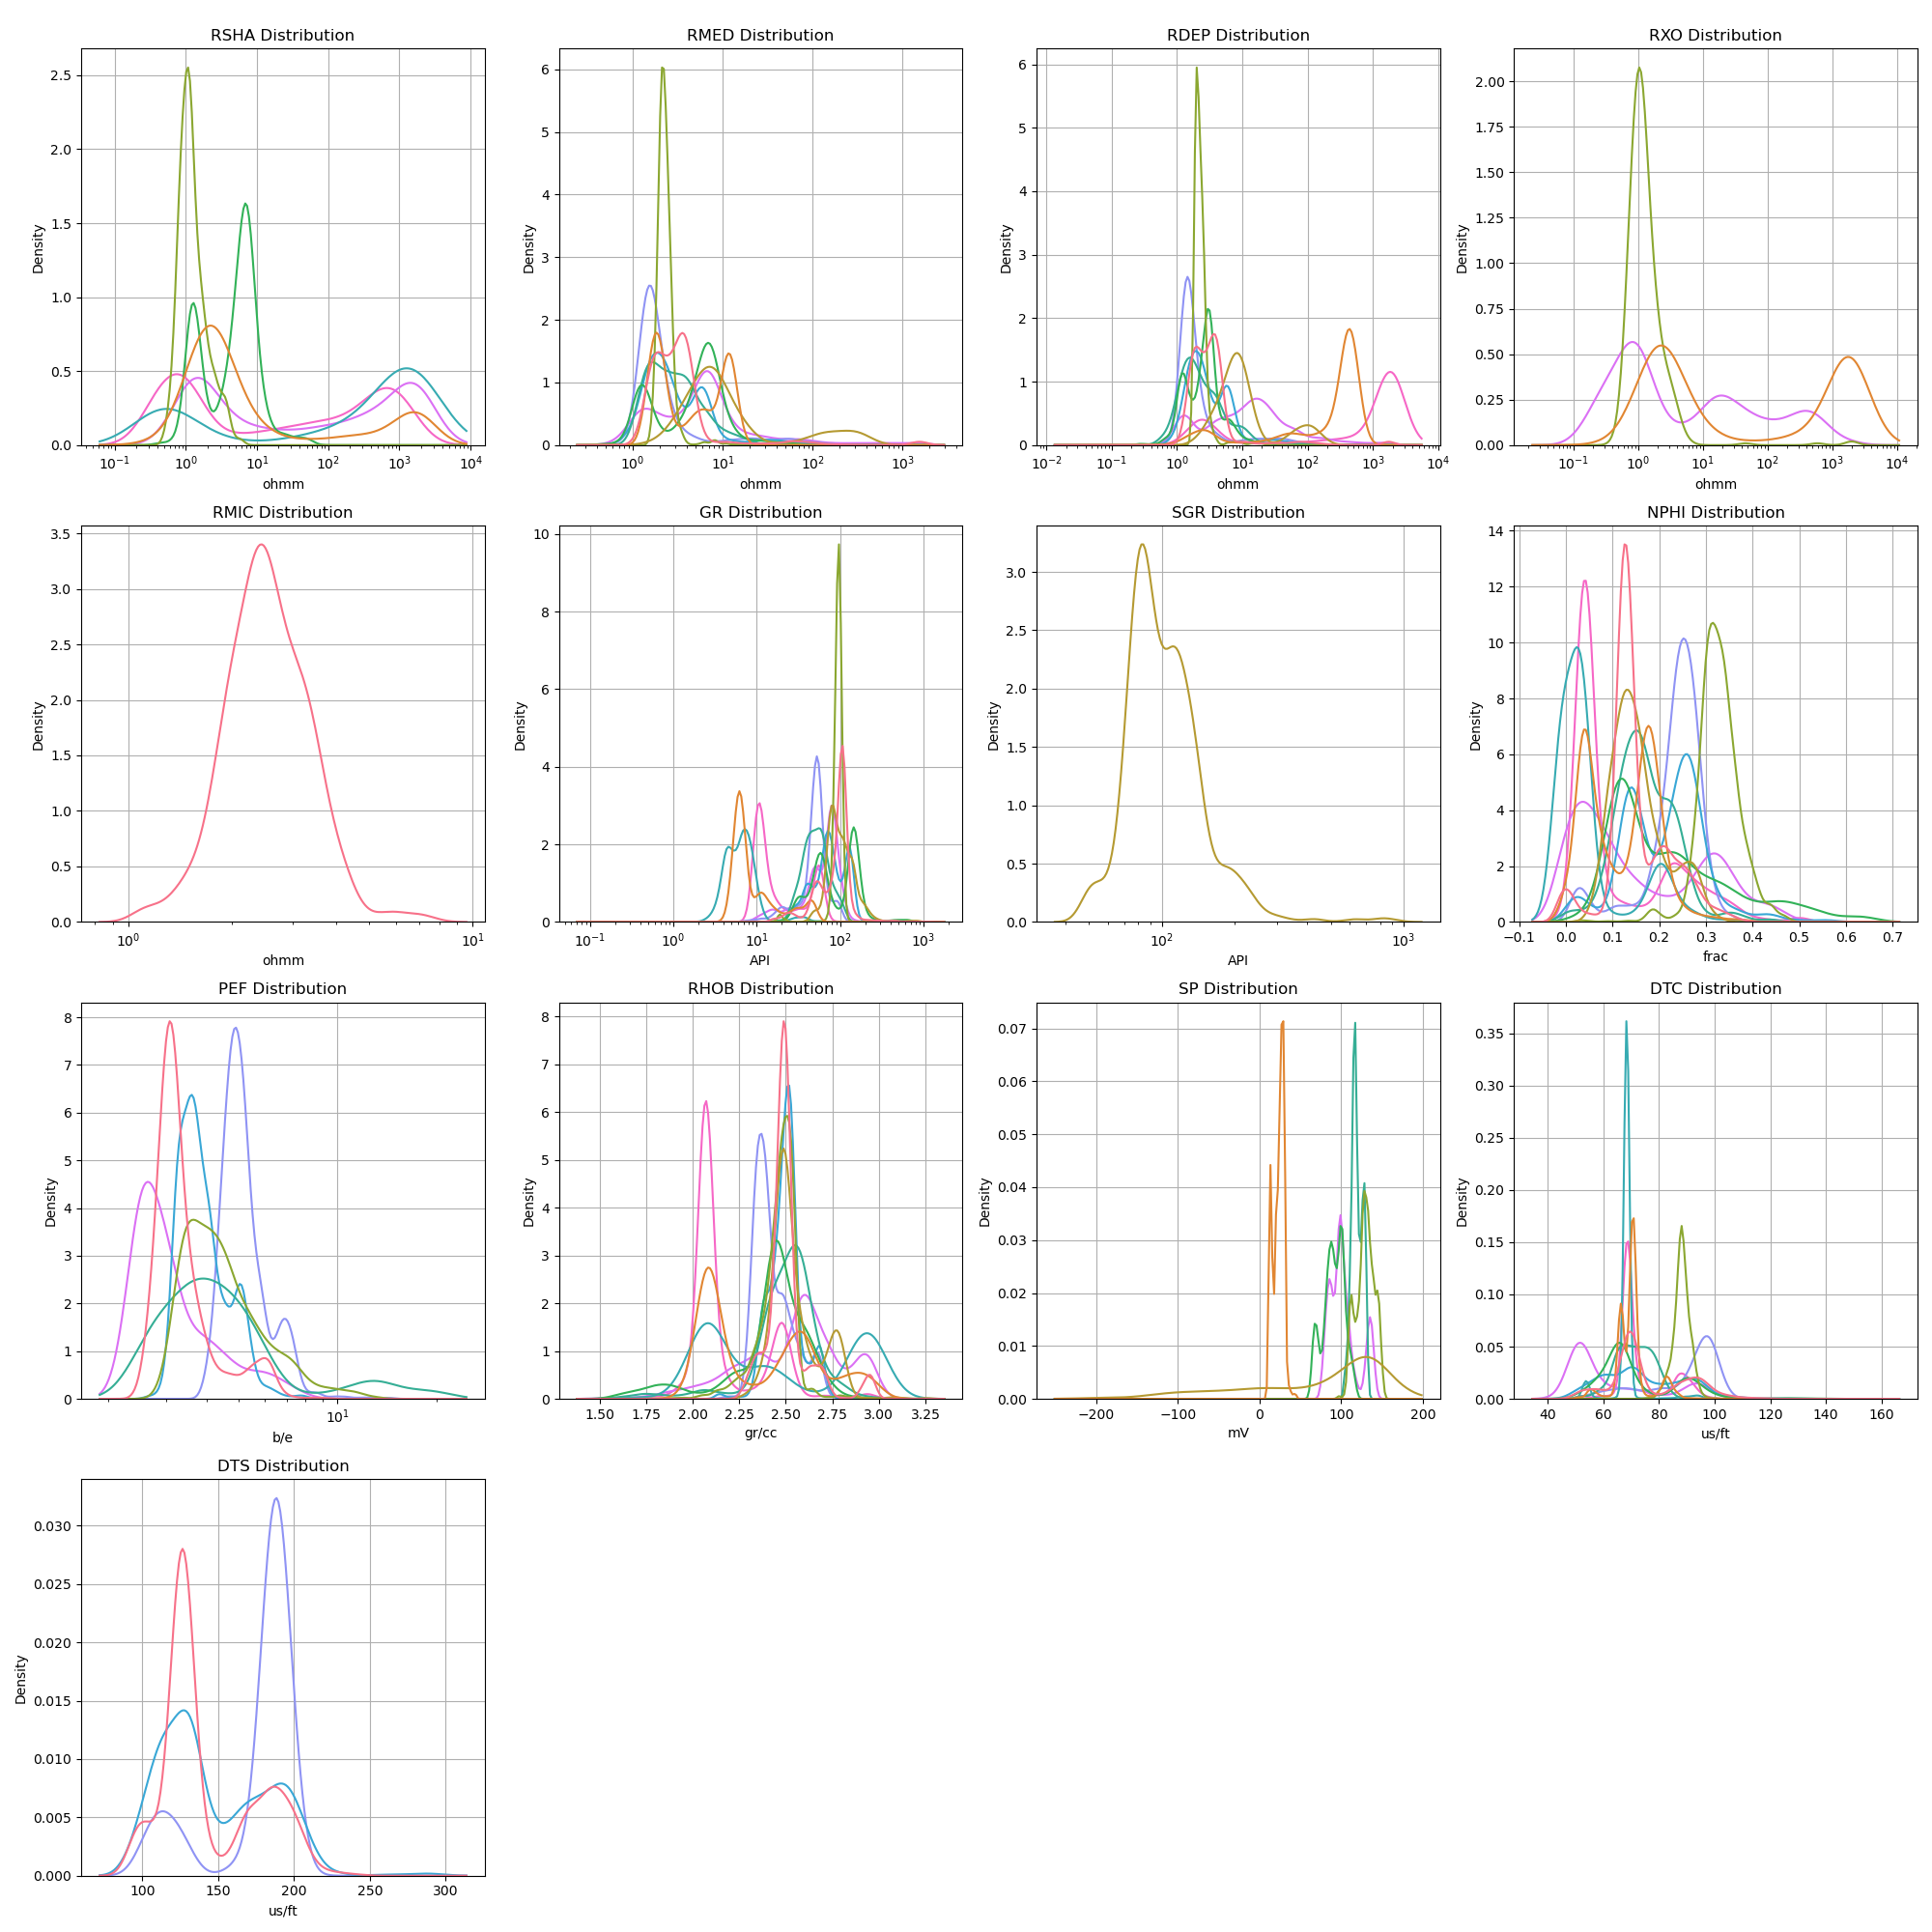 RSHA Distribution
Density
2.5
2.0
1.5
1.0
0.5
0.0
10⁻¹ 10⁰ 10¹ 10² 10³ 10⁴
ohmm
RMED Distribution
Density
6
5
4
3
2
1
0
10⁰ 10¹ 10² 10³
ohmm
RDEP Distribution
Density
6
5
4
3
2
1
0
10⁻² 10⁻¹ 10⁰ 10¹ 10² 10³ 10⁴
ohmm
RXO Distribution
Density
2.00
1.75
1.50
1.25
1.00
0.75
0.50
0.25
0.00
10⁻¹ 10⁰ 10¹ 10² 10³ 10⁴
ohmm
RMIC Distribution
Density
3.5
3.0
2.5
2.0
1.5
1.0
0.5
0.0
10⁰ 10¹
ohmm
GR Distribution
Density
10
8
6
4
2
0
10⁻¹ 10⁰ 10¹ 10² 10³
API
SGR Distribution
Density
3.0
2.5
2.0
1.5
1.0
0.5
0.0
10² 10³
API
NPHI Distribution
Density
14
12
10
8
6
4
2
0
−0.1 0.0 0.1 0.2 0.3 0.4 0.5 0.6 0.7
frac
PEF Distribution
Density
8
7
6
5
4
3
2
1
0
10¹
b/e
RHOB Distribution
Density
8
7
6
5
4
3
2
1
0
1.50 1.75 2.00 2.25 2.50 2.75 3.00 3.25
gr/cc
SP Distribution
Density
0.07
0.06
0.05
0.04
0.03
0.02
0.01
0.00
−200 −100 0 100 200
mV
DTC Distribution
Density
0.35
0.30
0.25
0.20
0.15
0.10
0.05
0.00
40 60 80 100 120 140 160
us/ft
DTS Distribution
Density
0.030
0.025
0.020
0.015
0.010
0.005
0.000
100 150 200 250 300
us/ft